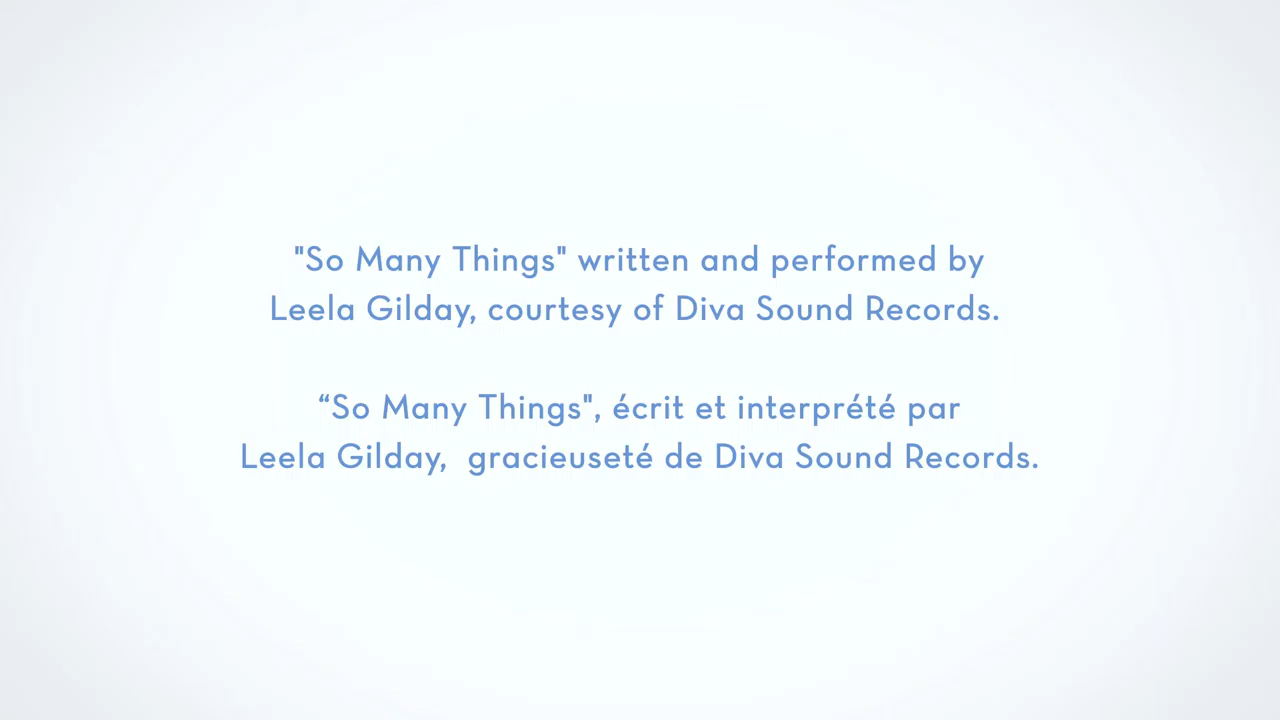 "So Many Things" written and performed by
Leela Gilday, courtesy of Diva Sound Records.
“So Many Things", écrit et interprété par
Leela Gilday,  gracieuseté de Diva Sound Records.